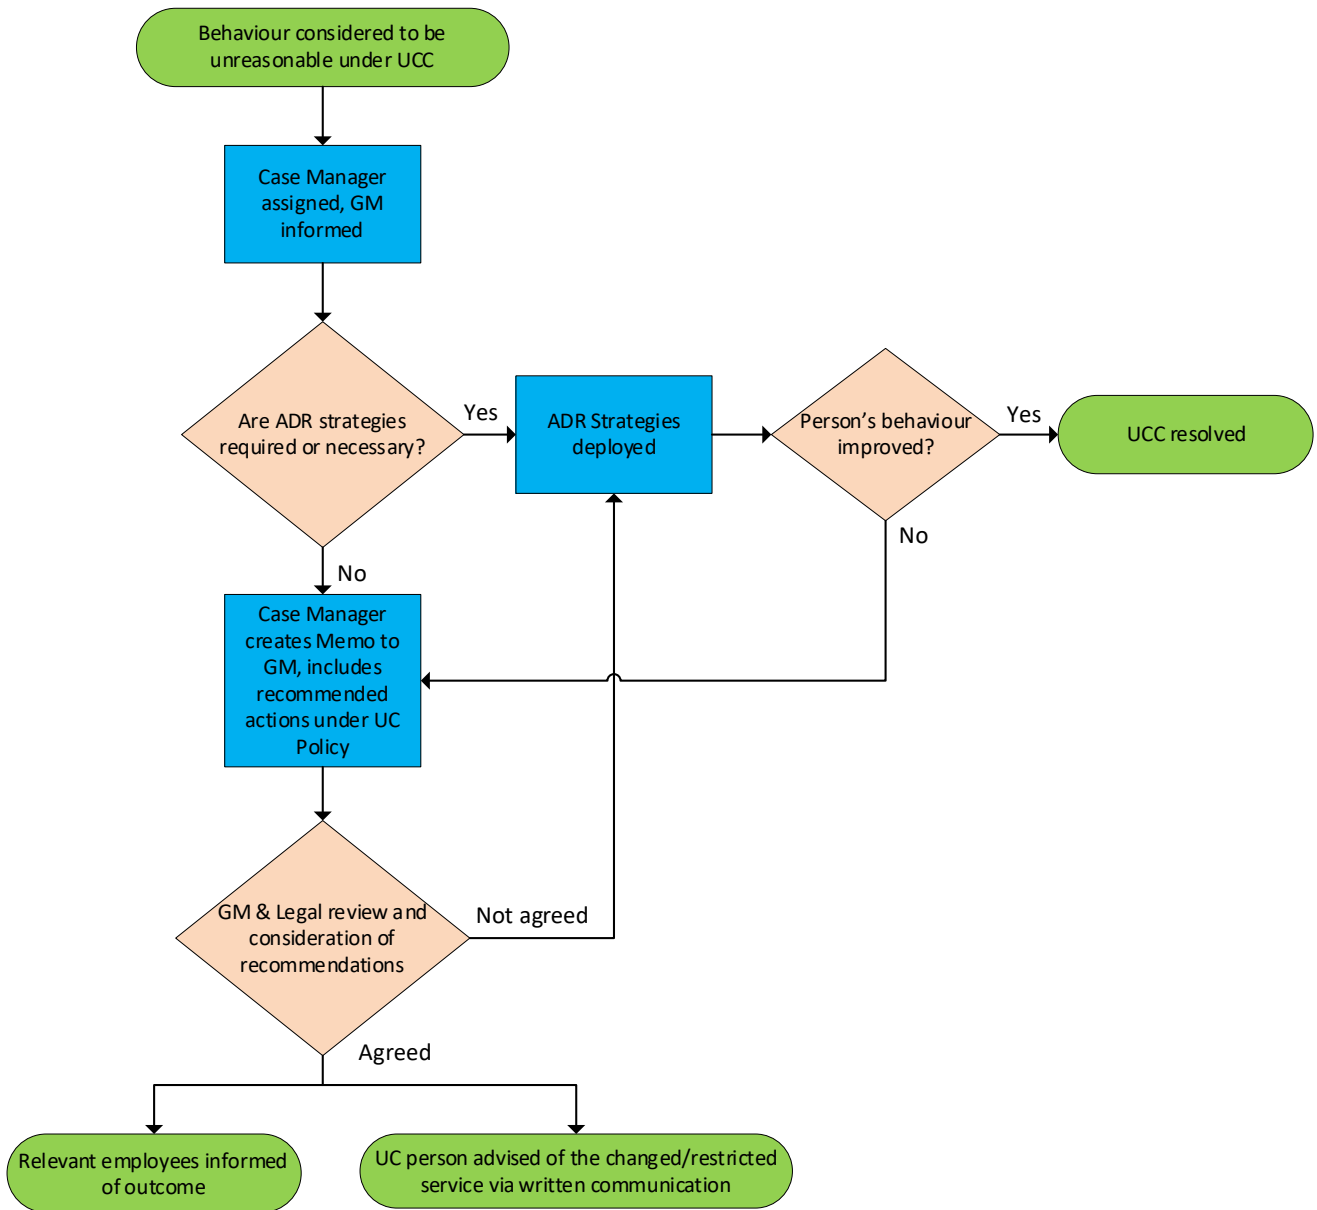 Behaviour considered to be
unreasonable under UCC
Case Manager
assigned, GM
informed
Are ADR strategies
required or necessary?
Yes
ADR Strategies
deployed
Person's behaviour
improved?
Yes
UCC resolved
No
No
Case Manager
creates Memo to
GM, includes
recommended
actions under UC
Policy
GM & Legal review and
consideration of
recommendations
Not agreed
Agreed
Relevant employees informed
of outcome
UC person advised of the changed/restricted
service via written communication